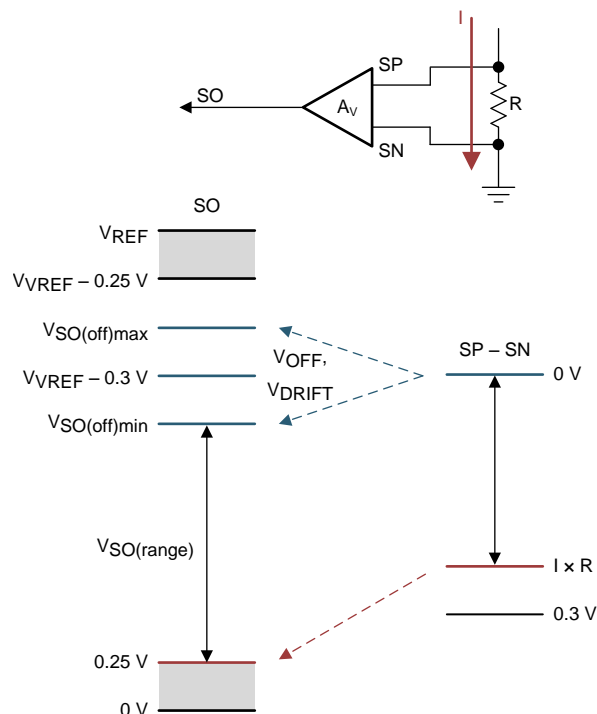 I
SP
SO
A_V
R
SN
SO
V_REF
V_VREF – 0.25 V
V_SO(off)max
V_OFF,
SP – SN
V_VREF – 0.3 V
0 V
V_DRIFT
V_SO(off)min
V_SO(range)
I × R
0.3 V
0.25 V
0 V